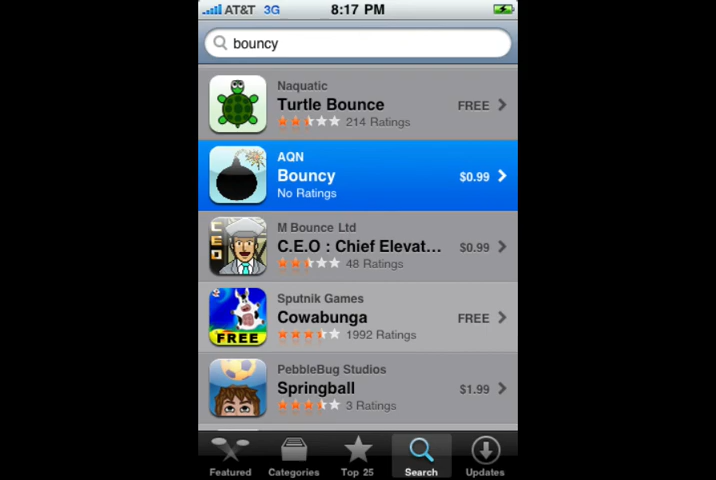 AT&T 3G 8:17 PM
bouncy
Naquatic
Turtle Bounce FREE
214 Ratings
AQN
Bouncy $0.99
No Ratings
M Bounce Ltd
C.E.O : Chief Elevat... $0.99
48 Ratings
CEO
Sputnik Games
Cowabunga FREE
1992 Ratings
FREE
PebbleBug Studios
Springball $1.99
3 Ratings
Featured Categories Top 25 Search Updates